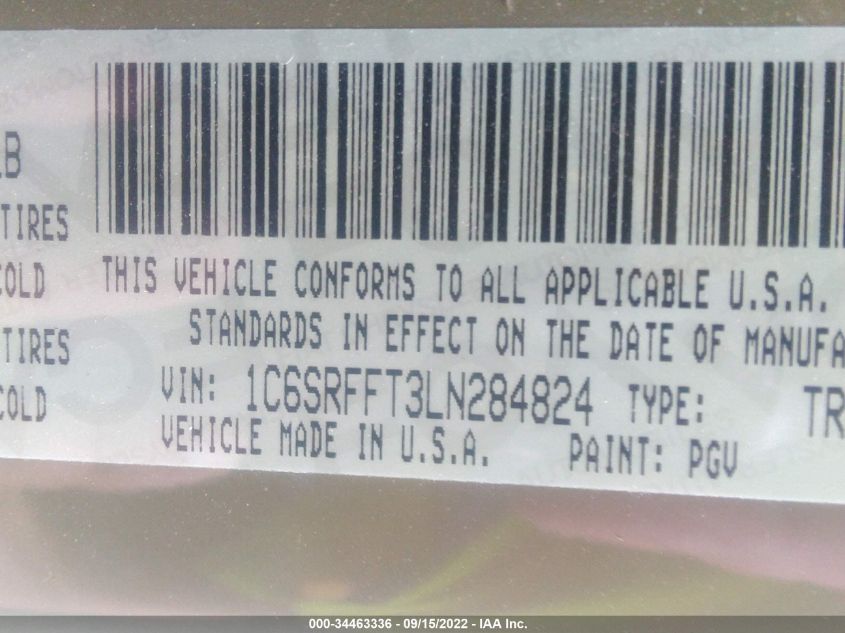 LB
TIRES
COLD
TIRES
COLD
THIS VEHICLE CONFORMS TO ALL APPLICABLE U.S.A.
STANDARDS IN EFFECT ON THE DATE OF MANUFA
VIN: 1C6SRFFT3LN284824 TYPE: TR
VEHICLE MADE IN U.S.A. PAINT: PGV
000-34463336 - 09/15/2022 - IAA Inc.